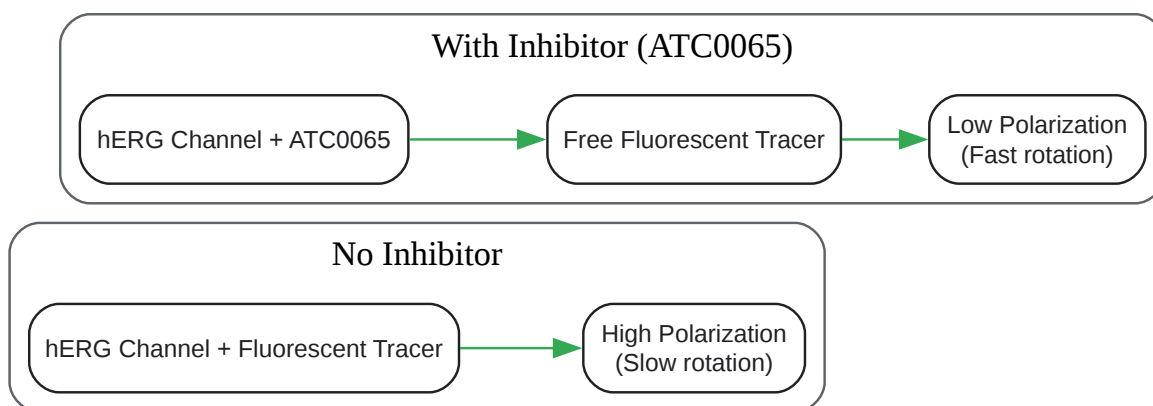 With Inhibitor (ATC0065)
hERG Channel + ATC0065
Free Fluorescent Tracer
Low Polarization
(Fast rotation)
No Inhibitor
hERG Channel + Fluorescent Tracer
High Polarization
(Slow rotation)